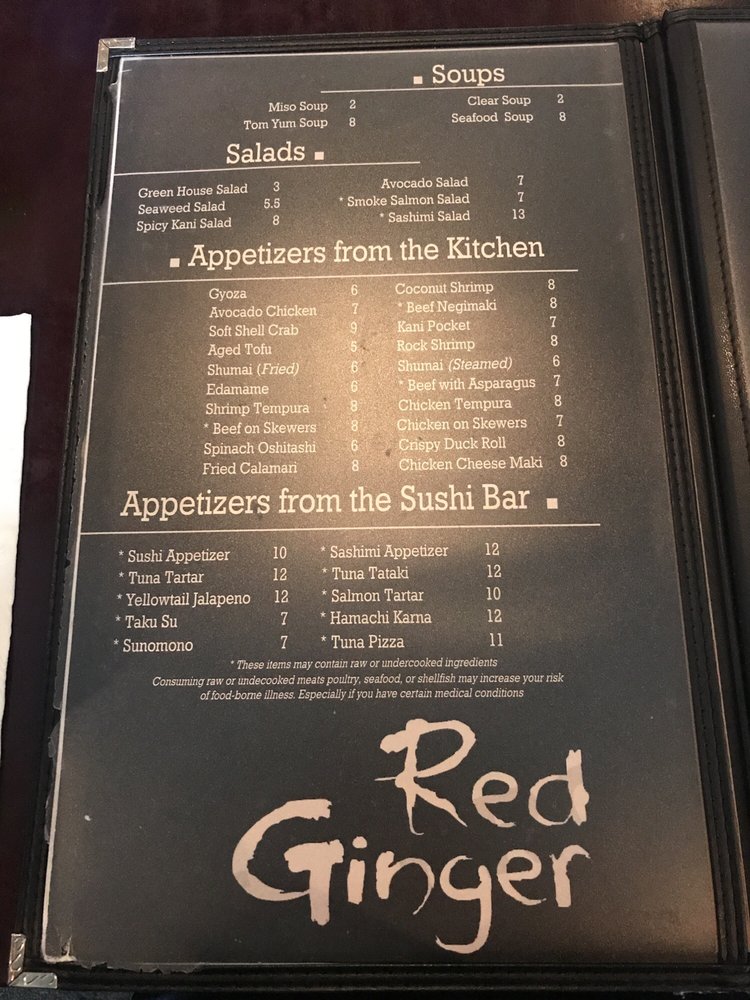 Soups
Miso Soup 2 Clear Soup 2
Tom Yum Soup 8 Seafood Soup 8
Salads
Green House Salad 3 Avocado Salad 7
Seaweed Salad 5.5 * Smoke Salmon Salad 7
Spicy Kani Salad 8 * Sashimi Salad 13
Appetizers from the Kitchen
Gyoza 6 Coconut Shrimp 8
Avocado Chicken 7 * Beef Negimaki 8
Soft Shell Crab 9 Kani Pocket 7
Aged Tofu 5 Rock Shrimp 8
Shumai (Fried) 6 Shumai (Steamed) 6
Edamame 6 * Beef with Asparagus 7
Shrimp Tempura 8 Chicken Tempura 8
* Beef on Skewers 8 Chicken on Skewers 7
Spinach Oshitashi 6 Crispy Duck Roll 8
Fried Calamari 8 Chicken Cheese Maki 8
Appetizers from the Sushi Bar
* Sushi Appetizer 10 * Sashimi Appetizer 12
* Tuna Tartar 12 * Tuna Tataki 12
* Yellowtail Jalapeno 12 * Salmon Tartar 10
* Taku Su 7 * Hamachi Karna 12
* Sunomono 7 * Tuna Pizza 11
* These items may contain raw or undercooked ingredients
Consuming raw or undecooked meats poultry, seafood, or shellfish may increase your risk
of food-borne illness. Especially if you have certain medical conditions
Red
Ginger